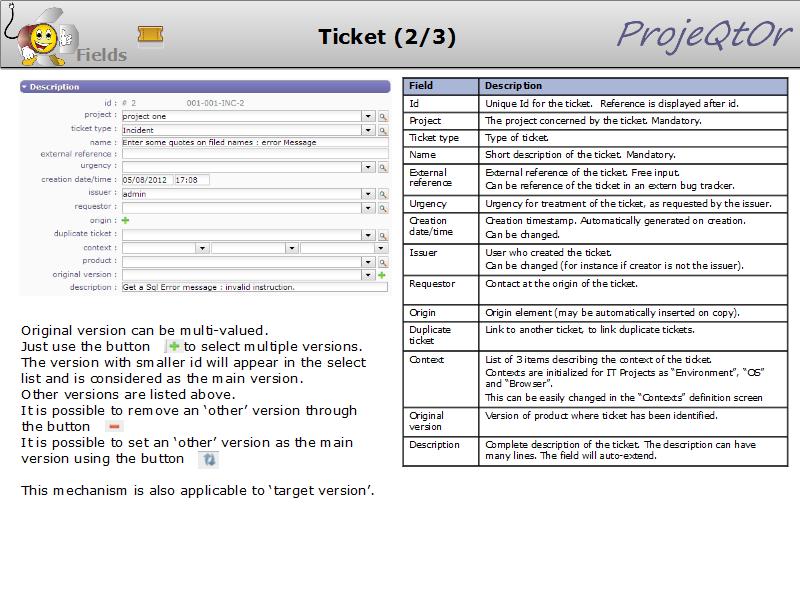 Fields
Ticket (2/3)
ProjeQtOr
Description
id : # 2 001-001-INC-2
project : project one
ticket type : Incident
name : Enter some quotes on filed names : error Message
external reference :
urgency :
creation date/time : 05/08/2012 17:08
issuer : admin
requestor :
origin :
duplicate ticket :
context :
product :
original version :
description : Get a Sql Error message : invalid instruction.
Original version can be multi-valued.
Just use the button to select multiple versions.
The version with smaller id will appear in the select
list and is considered as the main version.
Other versions are listed above.
It is possible to remove an ‘other’ version through
the button
It is possible to set an ‘other’ version as the main
version using the button
This mechanism is also applicable to ‘target version’.
Field Description
Id Unique Id for the ticket. Reference is displayed after id.
Project The project concerned by the ticket. Mandatory.
Ticket type Type of ticket.
Name Short description of the ticket. Mandatory.
External External reference of the ticket. Free input.
reference Can be reference of the ticket in an extern bug tracker.
Urgency Urgency for treatment of the ticket, as requested by the issuer.
Creation Creation timestamp. Automatically generated on creation.
date/time Can be changed.
Issuer User who created the ticket.
Can be changed (for instance if creator is not the issuer).
Requestor Contact at the origin of the ticket.
Origin Origin element (may be automatically inserted on copy).
Duplicate Link to another ticket, to link duplicate tickets.
ticket
Context List of 3 items describing the context of the ticket.
Contexts are initialized for IT Projects as “Environment”, “OS”
and “Browser”.
This can be easily changed in the “Contexts” definition screen
Original Version of product where ticket has been identified.
version
Description Complete description of the ticket. The description can have
many lines. The field will auto-extend.